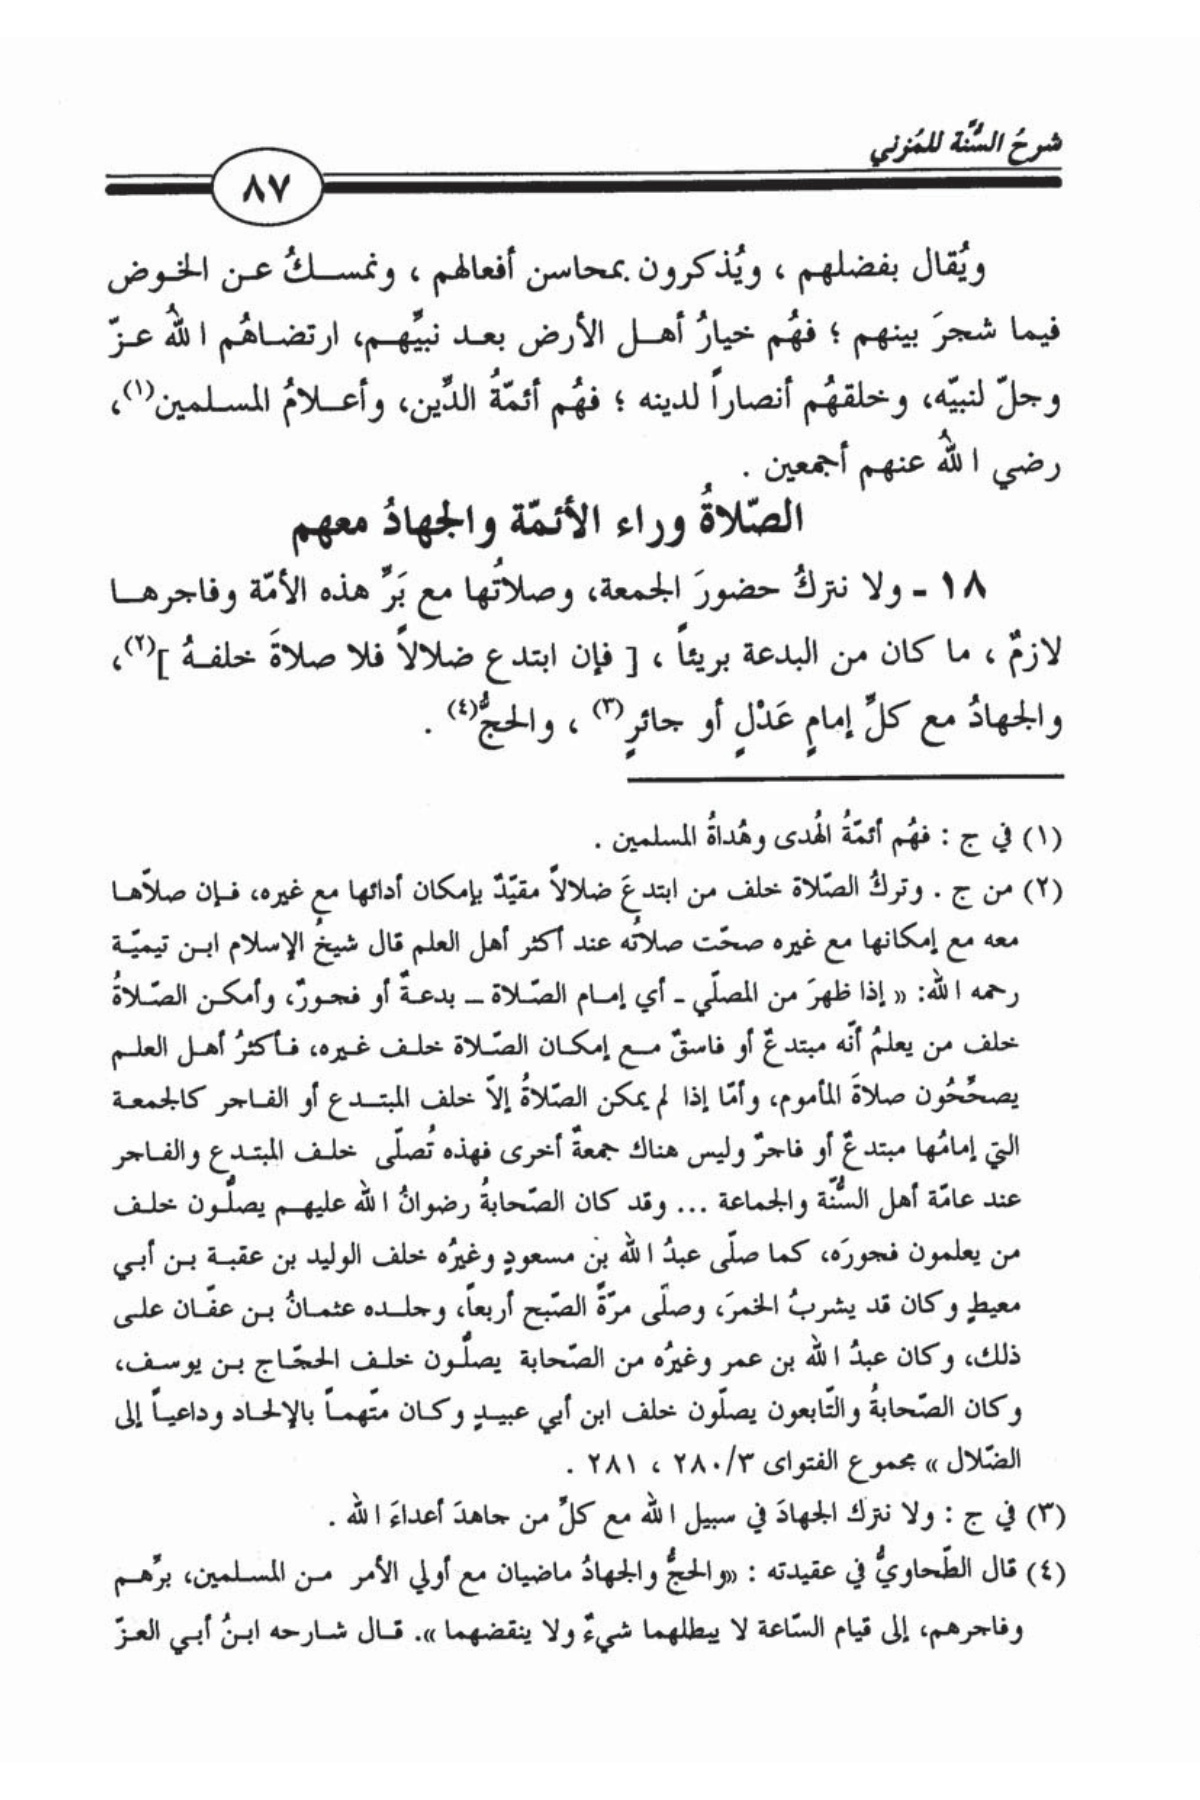 شرحُ السُّنَّة للمُزني
٨٧
ويُقال بفضلهم ، ويُذكرون بمحاسن أفعالهم ، ونمسكُ عن الخوض
فيما شجرَ بينهم ؛ فهُم خيارُ أهل الأرض بعد نبيِّهم، ارتضاهُم اللهُ عزّ
وجلّ لنبيّه، وخلقهُم أنصاراً لدينه ؛ فهُم أئمّةُ الدِّين، وأعلامُ المسلمين(١)،
رضي اللهُ عنهم أجمعين .
الصّلاةُ وراء الأئمّة والجهادُ معهم
١٨ - ولا نتركُ حضورَ الجمعة، وصلاتُها مع بَرِّ هذه الأمّة وفاجرها
لازمٌ ، ما كان من البدعة بريئاً ، [ فإن ابتدع ضلالاً فلا صلاةَ خلفهُ ](٢)،
والجهادُ مع كلِّ إمامٍ عَدْلٍ أو جائرٍ(٣) ، والحجُّ(٤) .
(١) في ج : فهُم أئمّةُ الهُدى وهُداةُ المسلمين .
(٢) من ج . وتركُ الصّلاة خلف من ابتدعَ ضلالاً مقيّدٌ بإمكان أدائها مع غيره، فإن صلاّها
معه مع إمكانها مع غيره صحّت صلاتُه عند أكثر أهل العلم قال شيخُ الإسلام ابن تيميّة
رحمه الله: « إذا ظهرَ من المصلّي - أي إمام الصّلاة - بدعةٌ أو فجورٌ، وأمكن الصّلاةُ
خلف من يعلمُ أنّه مبتدعٌ أو فاسقٌ مع إمكان الصّلاة خلف غيره، فأكثرُ أهل العلم
يصحِّحُون صلاةَ المأموم، وأمّا إذا لم يمكن الصّلاةُ إلاّ خلف المبتدع أو الفاجر كالجمعة
التي إمامُها مبتدعٌ أو فاجرٌ وليس هناك جمعةٌ أخرى فهذه تُصلّى خلف المبتدع والفاجر
عند عامّة أهل السُّنّة والجماعة ... وقد كان الصّحابةُ رضوانُ الله عليهم يصلُّون خلف
من يعلمون فجورَه، كما صلّى عبدُ الله بن مسعودٍ وغيرُه خلف الوليد بن عقبة بن أبي
معيطٍ وكان قد يشربُ الخمرَ، وصلّى مرّةً الصّبح أربعاً، وجلده عثمانُ بن عفّان على
ذلك، وكان عبدُ الله بن عمر وغيرُه من الصّحابة يصلُّون خلف الحجّاج بن يوسف،
وكان الصّحابةُ والتّابعون يصلّون خلف ابن أبي عبيدٍ وكان متّهماً بالإلحاد وداعياً إلى
الضّلال » مجموع الفتواى ٢٨٠/٣ ، ٢٨١ .
(٣) في ج : ولا نترك الجهادَ في سبيل الله مع كلِّ من جاهدَ أعداءَ الله .
(٤) قال الطّحاويُّ في عقيدته : «والحجُّ والجهادُ ماضيان مع أولي الأمر من المسلمين، برِّهم
وفاجرهم، إلى قيام السّاعة لا يبطلهما شيءٌ ولا ينقضهما ». قال شارحه ابنُ أبي العزّ